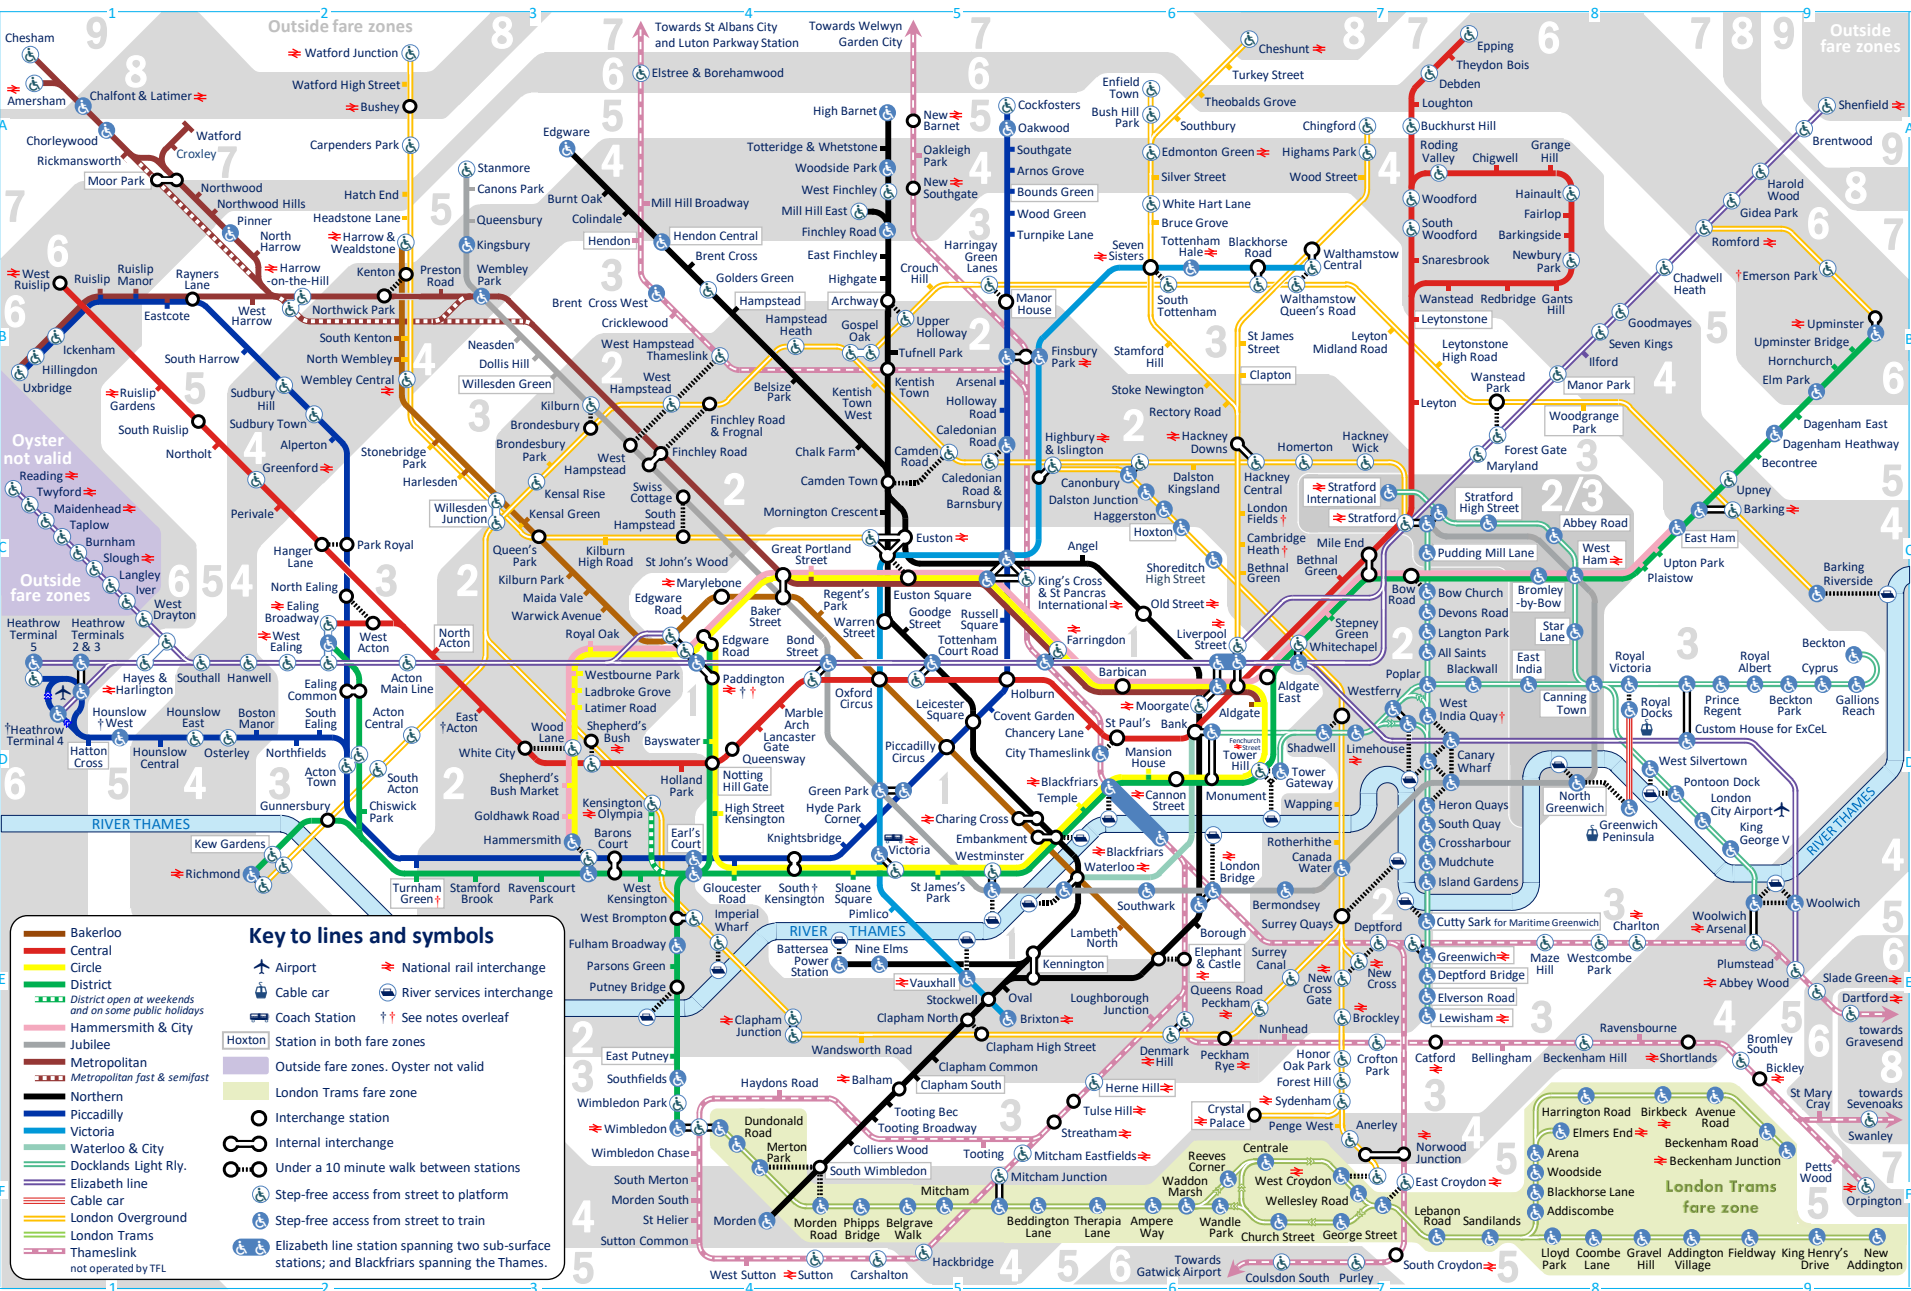 1
2
3
4
5
6
7
8
9
Chesham
Amersham
Chalfont & Latimer
Chorleywood
Rickmansworth
Watford
Croxley
Moor Park
Northwood
Northwood Hills
Pinner
North
Harrow
Harrow
-on-the-Hill
Outside fare zones
Watford Junction
Watford High Street
Bushey
Carpenders Park
Hatch End
Headstone Lane
Harrow &
Wealdstone
Kenton
Preston
Road
Northwick Park
South Kenton
North Wembley
Wembley Central
Stonebridge
Park
Harlesden
Willesden
Junction
Stanmore
Canons Park
Queensbury
Kingsbury
Wembley
Park
Neasden
Dollis Hill
Willesden Green
Kilburn
Brondesbury
Brondesbury
Park
Kensal Rise
Kensal Green
Queen's
Park
Kilburn
High Road
Kilburn Park
Maida Vale
Warwick Avenue
West
Ruislip
Ruislip
Ruislip
Manor
Rayners
Lane
Eastcote
West
Harrow
Ickenham
Hillingdon
Uxbridge
South Harrow
Sudbury
Hill
Sudbury Town
Alperton
Ruislip
Gardens
South Ruislip
Northolt
Greenford
Perivale
Hanger
Lane
Park Royal
North Ealing
Ealing
Broadway
West
Ealing
West
Acton
North
Acton
Oyster
not valid
Reading
Twyford
Maidenhead
Taplow
Burnham
Slough
Langley
Iver
West
Drayton
Outside
fare zones
Heathrow
Terminal
5
Heathrow
Terminals
2 & 3
†Heathrow
Terminal 4
Hayes &
Harlington
Southall
Hanwell
Ealing
Common
Acton
Main Line
Hatton
Cross
Hounslow
†West
Hounslow
Central
Hounslow
East
Osterley
Boston
Manor
Northfields
South
Ealing
Acton
Town
Acton
Central
South
Acton
Chiswick
Park
Gunnersbury
Kew Gardens
Richmond
RIVER THAMES
Turnham
Green†
Stamford
Brook
Ravenscourt
Park
Hammersmith
Barons
Court
West
Kensington
Earl's
Court
Gloucester
Road
South†
Kensington
Sloane
Square
St James's
Park
Westminster
Towards St Albans City
and Luton Parkway Station
Elstree & Borehamwood
Mill Hill Broadway
Hendon
Brent Cross West
Cricklewood
West Hampstead
Thameslink
Edgware
Burnt Oak
Colindale
Hendon Central
Brent Cross
Golders Green
Hampstead
Belsize
Park
Chalk Farm
Camden Town
Mornington Crescent
High Barnet
Totteridge & Whetstone
Woodside Park
West Finchley
Mill Hill East
Finchley Road
East Finchley
Highgate
Archway
Tufnell Park
Kentish
Town
Towards Welwyn
Garden City
New
Barnet
Oakleigh
Park
New
Southgate
Cockfosters
Oakwood
Southgate
Arnos Grove
Bounds Green
Wood Green
Turnpike Lane
Manor
House
Finsbury
Park
Arsenal
Holloway
Road
Caledonian
Road
Harringay
Green
Lanes
Crouch
Hill
Upper
Holloway
Gospel
Oak
Hampstead
Heath
Kentish
Town
West
Camden
Road
Caledonian
Road &
Barnsbury
Highbury
& Islington
West
Hampstead
West
Hampstead
Finchley Road
& Frognal
Finchley Road
Swiss
Cottage
South
Hampstead
St John's Wood
Enfield
Town
Bush Hill
Park
Edmonton Green
Silver Street
White Hart Lane
Bruce Grove
Seven
Sisters
Tottenham
Hale
Blackhorse
Road
Walthamstow
Central
South
Tottenham
Stamford
Hill
Stoke Newington
Rectory Road
Cheshunt
Turkey Street
Theobalds Grove
Southbury
Chingford
Highams Park
Wood Street
Walthamstow
Queen's Road
St James
Street
Clapton
Leyton
Midland Road
Leytonstone
High Road
Wanstead
Park
Woodgrange
Park
Hackney
Downs
Homerton
Hackney
Wick
Hackney
Central
Dalston
Kingsland
Canonbury
Dalston Junction
Haggerston
Hoxton
Shoreditch
High Street
London
Fields†
Cambridge
Heath†
Bethnal
Green
Epping
Theydon Bois
Debden
Loughton
Buckhurst Hill
Roding
Valley
Chigwell
Grange
Hill
Hainault
Fairlop
Barkingside
Newbury
Park
Woodford
South
Woodford
Snaresbrook
Wanstead
Redbridge
Gants
Hill
Leytonstone
Leyton
Outside
fare zones
Shenfield
Brentwood
Harold
Wood
Gidea Park
Romford
†Emerson Park
Upminster
Upminster Bridge
Hornchurch
Elm Park
Dagenham East
Dagenham Heathway
Becontree
Upney
Barking
East Ham
Upton Park
Plaistow
Barking
Riverside
Chadwell
Heath
Goodmayes
Seven Kings
Ilford
Manor Park
Forest Gate
Maryland
Stratford
International
Stratford
Stratford
High Street
Abbey Road
West
Ham
Pudding Mill Lane
Mile End
Bethnal
Green
Bow
Road
Bow Church
Bromley
-by-Bow
Devons Road
Langton Park
Star
Lane
All Saints
Stepney
Green
Whitechapel
Poplar
Blackwall
East
India
Canning
Town
Royal
Victoria
Royal
Docks
Custom House for ExCeL
Prince
Regent
Royal
Albert
Beckton
Park
Cyprus
Gallions
Reach
Beckton
Westferry
West
India Quay†
Canary
Wharf
Heron Quays
South Quay
Crossharbour
Mudchute
Island Gardens
Cutty Sark for Maritime Greenwich
Greenwich
Deptford Bridge
Elverson Road
Lewisham
North
Greenwich
Greenwich
Peninsula
West Silvertown
Pontoon Dock
London
City Airport
King
George V
Woolwich
Arsenal
Woolwich
RIVER THAMES
Shadwell
Limehouse
Wapping
Rotherhithe
Canada
Water
Surrey Quays
Great Portland
Street
Marylebone
Baker
Street
Edgware
Road
Edgware
Road
Royal Oak
Paddington
††
Westbourne Park
Ladbroke Grove
Latimer Road
Wood
Lane
Shepherd's
Bush
White City
East
†Acton
Shepherd's
Bush Market
Goldhawk Road
Kensington
Olympia
Holland
Park
Notting
Hill Gate
Bayswater
Queensway
Lancaster
Gate
Marble
Arch
High Street
Kensington
Bond
Street
Oxford
Circus
Regent's
Park
Warren
Street
Goodge
Street
Tottenham
Court Road
Euston
Euston Square
King's Cross
& St Pancras
International
Russell
Square
Holburn
Angel
Old Street
Farringdon
Barbican
Moorgate
Liverpool
Street
Aldgate
East
Aldgate
Fenchurch
Street
Tower
Hill
Tower
Gateway
Monument
Bank
St Paul's
Chancery Lane
City Thameslink
Mansion
House
Cannon
Street
Blackfriars
Temple
Covent Garden
Leicester
Square
Piccadilly
Circus
Green Park
Hyde Park
Corner
Knightsbridge
Victoria
Charing Cross
Embankment
Blackfriars
Waterloo
London
Bridge
Southwark
Bermondsey
Borough
Lambeth
North
Elephant
& Castle
Kennington
Oval
Pimlico
RIVER THAMES
Battersea
Power
Station
Nine Elms
Vauxhall
Stockwell
Brixton
Clapham North
Clapham High Street
Clapham Common
Clapham South
Balham
Tooting Bec
Tooting Broadway
Colliers Wood
South Wimbledon
Morden
Clapham
Junction
Wandsworth Road
Imperial
Wharf
West Brompton
Fulham Broadway
Parsons Green
Putney Bridge
East Putney
Southfields
Wimbledon Park
Wimbledon
Wimbledon Chase
South Merton
Morden South
St Helier
Sutton Common
West Sutton
Sutton
Carshalton
Hackbridge
Mitcham Junction
Mitcham Eastfields
Tooting
Haydons Road
Streatham
Tulse Hill
Herne Hill
Loughborough
Junction
Denmark
Hill
Peckham
Rye
Queens Road
Peckham
Surrey
Canal
New
Cross
Gate
New
Cross
Deptford
Brockley
Nunhead
Honor
Oak Park
Forest Hill
Sydenham
Crystal
Palace
Penge West
Anerley
Norwood
Junction
Crofton
Park
Catford
Bellingham
Beckenham Hill
Ravensbourne
Shortlands
Bromley
South
Bickley
St Mary
Cray
Petts
Wood
Orpington
Swanley
towards
Sevenoaks
Maze
Hill
Westcombe
Park
Charlton
Plumstead
Abbey Wood
Slade Green
Dartford
towards
Gravesend
Dundonald
Road
Merton
Park
Morden
Road
Phipps
Bridge
Belgrave
Walk
Mitcham
Beddington
Lane
Therapia
Lane
Ampere
Way
Waddon
Marsh
Wandle
Park
Reeves
Corner
Centrale
West Croydon
Wellesley Road
Church Street
George Street
East Croydon
South Croydon
Lebanon
Road
Sandilands
Towards
Gatwick Airport
Coulsdon South
Purley
Harrington Road
Birkbeck
Avenue
Road
Elmers End
Beckenham Road
Beckenham Junction
Arena
Woodside
Blackhorse Lane
Addiscombe
London Trams
fare zone
Lloyd
Park
Coombe
Lane
Gravel
Hill
Addington
Village
Fieldway
King Henry's
Drive
New
Addington
Key to lines and symbols
Bakerloo
Central
Circle
District
District open at weekends
and on some public holidays
Hammersmith & City
Jubilee
Metropolitan
Metropolitan fast & semifast
Northern
Piccadilly
Victoria
Waterloo & City
Docklands Light Rly.
Elizabeth line
Cable car
London Overground
London Trams
Thameslink
not operated by TFL
Airport
National rail interchange
Cable car
River services interchange
Coach Station
†† See notes overleaf
Hoxton
Station in both fare zones
Outside fare zones. Oyster not valid
London Trams fare zone
Interchange station
Internal interchange
Under a 10 minute walk between stations
Step-free access from street to platform
Step-free access from street to train
Elizabeth line station spanning two sub-surface
stations; and Blackfriars spanning the Thames.
2/3
A
B
C
D
E
F
1
2
3
4
5
6
7
8
9